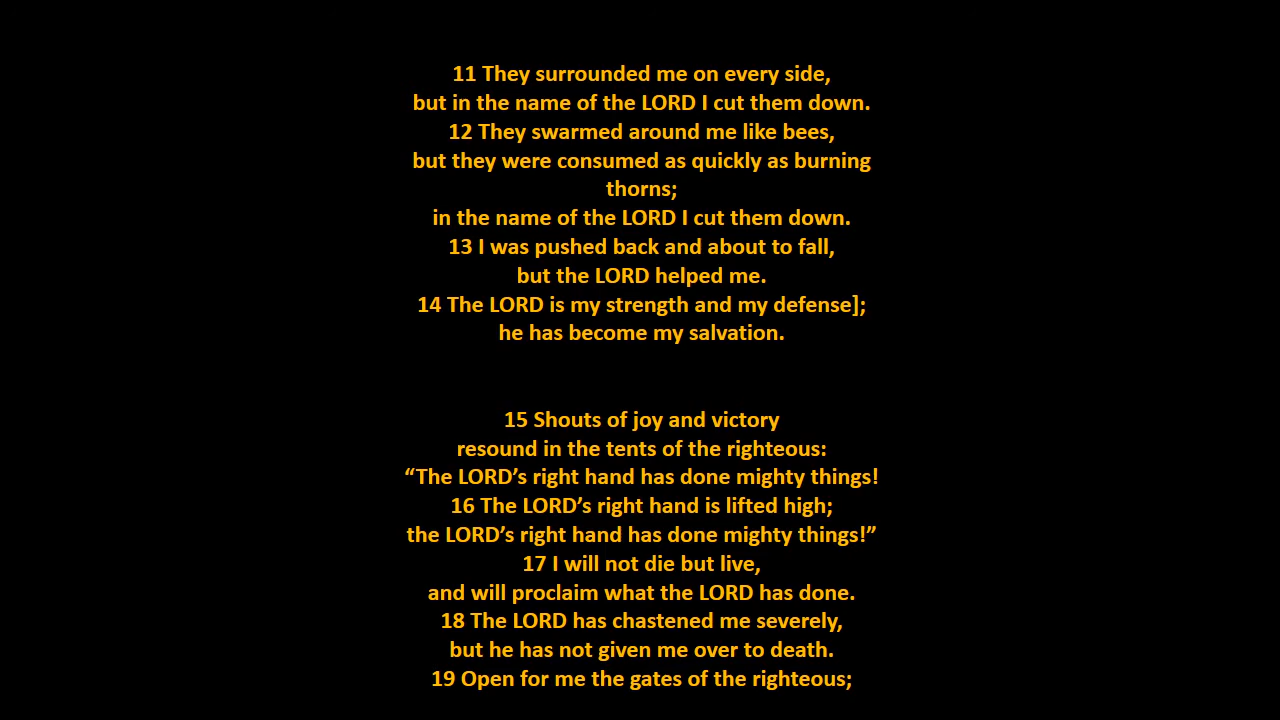 11 They surrounded me on every side,
but in the name of the LORD I cut them down.
12 They swarmed around me like bees,
but they were consumed as quickly as burning
thorns;
in the name of the LORD I cut them down.
13 I was pushed back and about to fall,
but the LORD helped me.
14 The LORD is my strength and my defense];
he has become my salvation.
15 Shouts of joy and victory
resound in the tents of the righteous:
“The LORD’s right hand has done mighty things!
16 The LORD’s right hand is lifted high;
the LORD’s right hand has done mighty things!”
17 I will not die but live,
and will proclaim what the LORD has done.
18 The LORD has chastened me severely,
but he has not given me over to death.
19 Open for me the gates of the righteous;